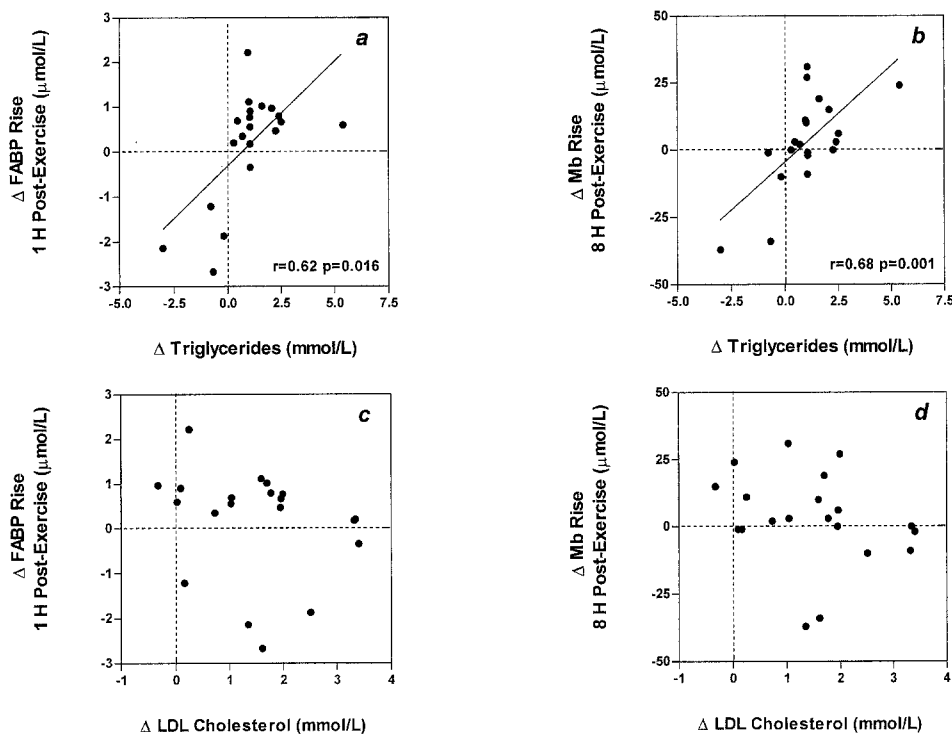 a
Δ FABP Rise
1 H Post-Exercise (μmol/L)
3
2
1
0
-1
-2
-3
r=0.62 p=0.016
-5.0
-2.5
0.0
2.5
5.0
7.5
Δ Triglycerides (mmol/L)
b
Δ Mb Rise
8 H Post-Exercise (μmol/L)
50
25
0
-25
-50
r=0.68 p=0.001
-5.0
-2.5
0.0
2.5
5.0
7.5
Δ Triglycerides (mmol/L)
c
Δ FABP Rise
1 H Post-Exercise (μmol/L)
3
2
1
0
-1
-2
-3
-1
0
1
2
3
4
Δ LDL Cholesterol (mmol/L)
d
Δ Mb Rise
8 H Post-Exercise (μmol/L)
50
25
0
-25
-50
-1
0
1
2
3
4
Δ LDL Cholesterol (mmol/L)